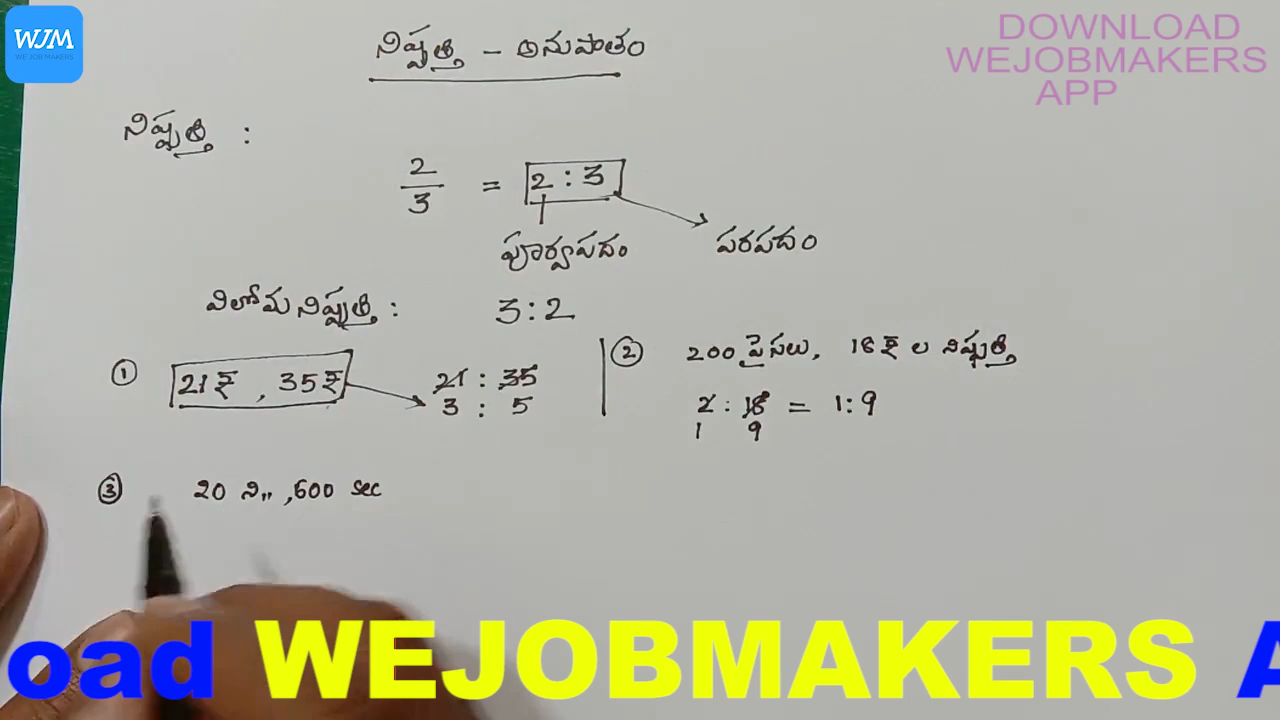 WJM
WE JOB MAKERS
DOWNLOAD
WEJOBMAKERS
APP
నిష్పత్తి - అనుపాతం
నిష్పత్తి :
2/3 = 2 : 3
పూర్వపదం పరపదం
విలోమ నిష్పత్తి : 3:2
① 21₹ , 35₹ 21 : 35
3 : 5
② 200 పైసలు, 18₹ ల నిష్పత్తి
2 : 18 = 1:9
1 9
③ 20 ని॥ ,600 sec
oad WEJOBMAKERS A